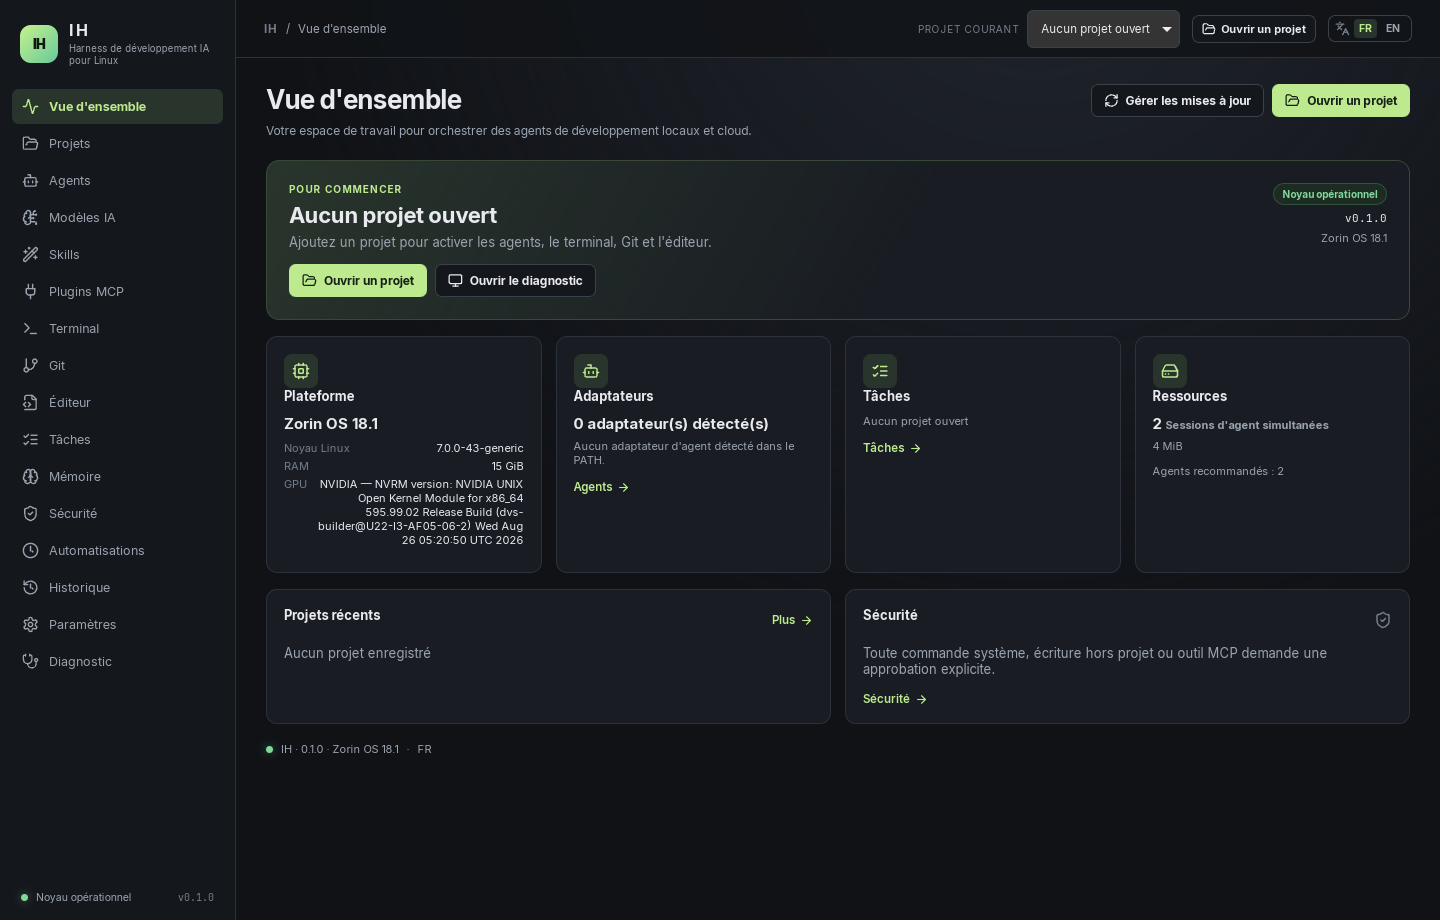 IH
IH
Harness de développement IA
pour Linux
Vue d'ensemble
Projets
Agents
Modèles IA
Skills
Plugins MCP
Terminal
Git
Éditeur
Tâches
Mémoire
Sécurité
Automatisations
Historique
Paramètres
Diagnostic
Noyau opérationnel v0.1.0
IH / Vue d'ensemble
PROJET COURANT Aucun projet ouvert Ouvrir un projet FR EN
Vue d'ensemble
Votre espace de travail pour orchestrer des agents de développement locaux et cloud.
Gérer les mises à jour Ouvrir un projet
POUR COMMENCER
Aucun projet ouvert
Ajoutez un projet pour activer les agents, le terminal, Git et l'éditeur.
Ouvrir un projet Ouvrir le diagnostic
Noyau opérationnel
v0.1.0
Zorin OS 18.1
Plateforme
Zorin OS 18.1
Noyau Linux 7.0.0-43-generic
RAM 15 GiB
GPU NVIDIA — NVRM version: NVIDIA UNIX
Open Kernel Module for x86_64
595.99.02 Release Build (dvs-
builder@U22-I3-AF05-06-2) Wed Aug
26 05:20:50 UTC 2026
Adaptateurs
0 adaptateur(s) détecté(s)
Aucun adaptateur d'agent détecté dans le
PATH.
Agents →
Tâches
Aucun projet ouvert
Tâches →
Ressources
2 Sessions d'agent simultanées
4 MiB
Agents recommandés : 2
Projets récents
Plus →
Aucun projet enregistré
Sécurité
Toute commande système, écriture hors projet ou outil MCP demande une
approbation explicite.
Sécurité →
IH · 0.1.0 · Zorin OS 18.1 · FR